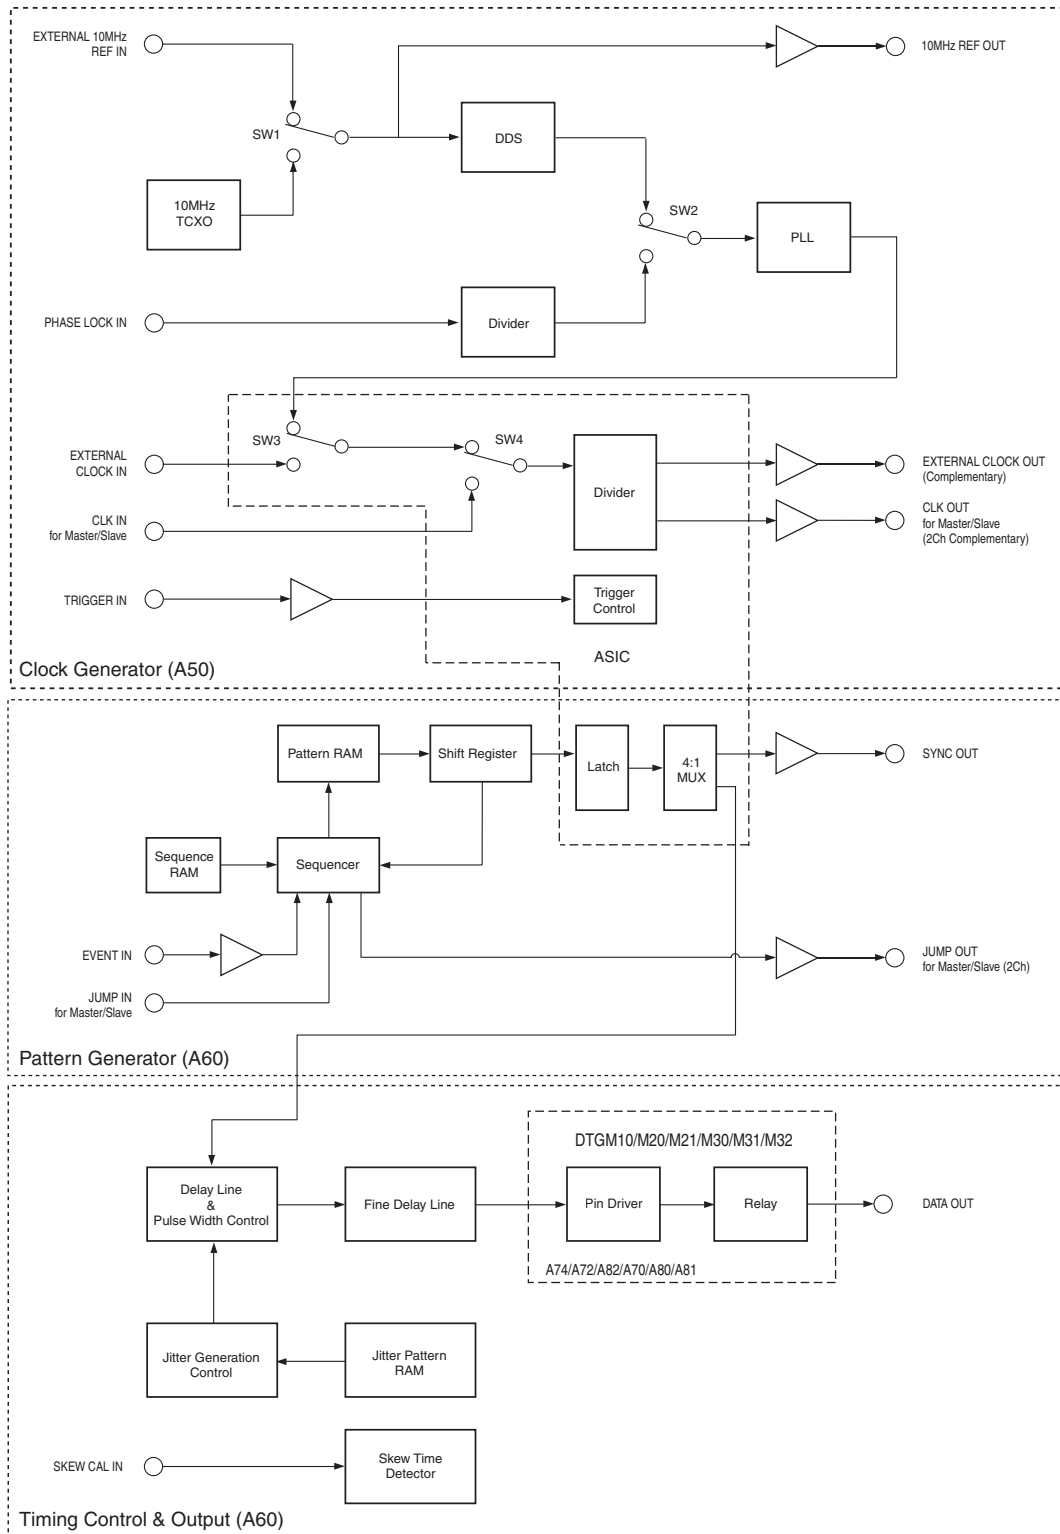 EXTERNAL 10MHz
REF IN
10MHz REF OUT
SW1
DDS
10MHz
TCXO
SW2
PLL
PHASE LOCK IN
Divider
SW3
SW4
EXTERNAL
CLOCK IN
Divider
EXTERNAL CLOCK OUT
(Complementary)
CLK IN
for Master/Slave
CLK OUT
for Master/Slave
(2Ch Complementary)
TRIGGER IN
Trigger
Control
ASIC
Clock Generator (A50)
Pattern RAM
Shift Register
Latch
4:1
MUX
SYNC OUT
Sequence
RAM
Sequencer
EVENT IN
JUMP OUT
for Master/Slave (2Ch)
JUMP IN
for Master/Slave
Pattern Generator (A60)
DTGM10/M20/M21/M30/M31/M32
Delay Line
&
Pulse Width Control
Fine Delay Line
Pin Driver
Relay
DATA OUT
A74/A72/A82/A70/A80/A81
Jitter Generation
Control
Jitter Pattern
RAM
SKEW CAL IN
Skew Time
Detector
Timing Control & Output (A60)